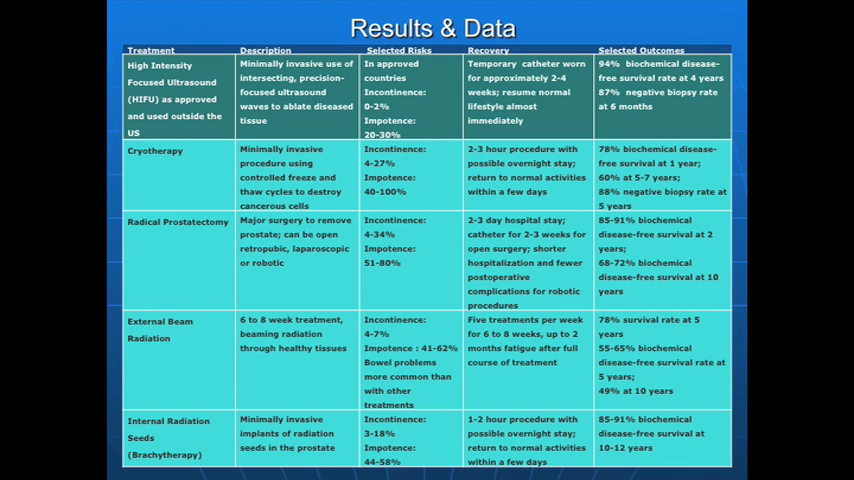 Results & Data
Treatment Description Selected Risks Recovery Selected Outcomes
High Intensity
Focused Ultrasound
(HIFU) as approved
and used outside the
US
Minimally invasive use of
intersecting, precision-
focused ultrasound
waves to ablate diseased
tissue
In approved
countries
Incontinence:
0-2%
Impotence:
20-30%
Temporary catheter worn
for approximately 2-4
weeks; resume normal
lifestyle almost
immediately
94% biochemical disease-
free survival rate at 4 years
87% negative biopsy rate
at 6 months
Cryotherapy
Minimally invasive
procedure using
controlled freeze and
thaw cycles to destroy
cancerous cells
Incontinence:
4-27%
Impotence:
40-100%
2-3 hour procedure with
possible overnight stay;
return to normal activities
within a few days
78% biochemical disease-
free survival at 1 year;
60% at 5-7 years;
88% negative biopsy rate at
5 years
Radical Prostatectomy
Major surgery to remove
prostate; can be open
retropubic, laparoscopic
or robotic
Incontinence:
4-34%
Impotence:
51-80%
2-3 day hospital stay;
catheter for 2-3 weeks for
open surgery; shorter
hospitalization and fewer
postoperative
complications for robotic
procedures
85-91% biochemical
disease-free survival at 2
years;
68-72% biochemical
disease-free survival at 10
years
External Beam
Radiation
6 to 8 week treatment,
beaming radiation
through healthy tissues
Incontinence:
4-7%
Impotence : 41-62%
Bowel problems
more common than
with other
treatments
Five treatments per week
for 6 to 8 weeks, up to 2
months fatigue after full
course of treatment
78% survival rate at 5
years
55-65% biochemical
disease-free survival rate at
5 years;
49% at 10 years
Internal Radiation
Seeds
(Brachytherapy)
Minimally invasive
implants of radiation
seeds in the prostate
Incontinence:
3-18%
Impotence:
44-58%
1-2 hour procedure with
possible overnight stay;
return to normal activities
within a few days
85-91% biochemical
disease-free survival at
10-12 years